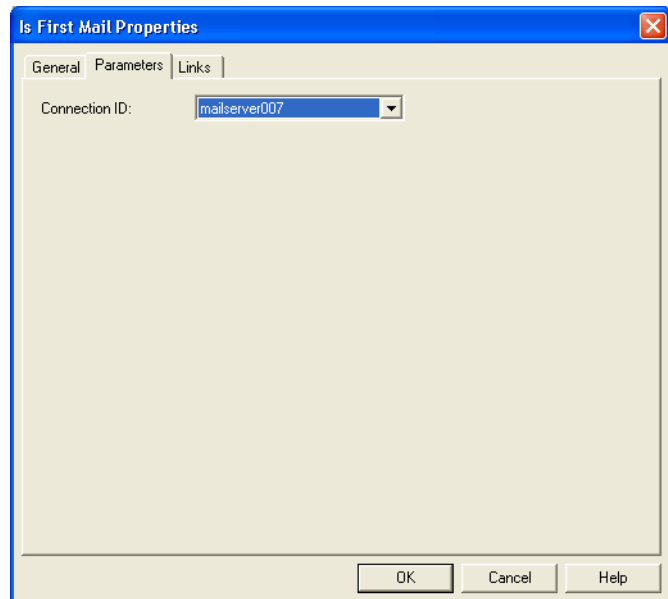 Is First Mail Properties
General Parameters Links
Connection ID: mailserver007
OK Cancel Help